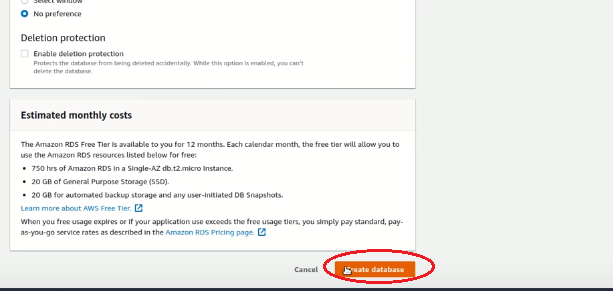 Select window
No preference
Deletion protection
Enable deletion protection
Protects the database from being deleted accidentally. While this option is enabled, you can't
delete the database.
Estimated monthly costs
The Amazon RDS Free Tier is available to you for 12 months. Each calendar month, the free tier will allow you to
use the Amazon RDS resources listed below for free:
• 750 hrs of Amazon RDS in a Single-AZ db.t2.micro Instance.
• 20 GB of General Purpose Storage (SSD).
• 20 GB for automated backup storage and any user-initiated DB Snapshots.
Learn more about AWS Free Tier.
When you free usage expires or if your application use exceeds the free usage tiers, you simply pay standard, pay-
as-you-go service rates as described in the Amazon RDS Pricing page.
Cancel Create database